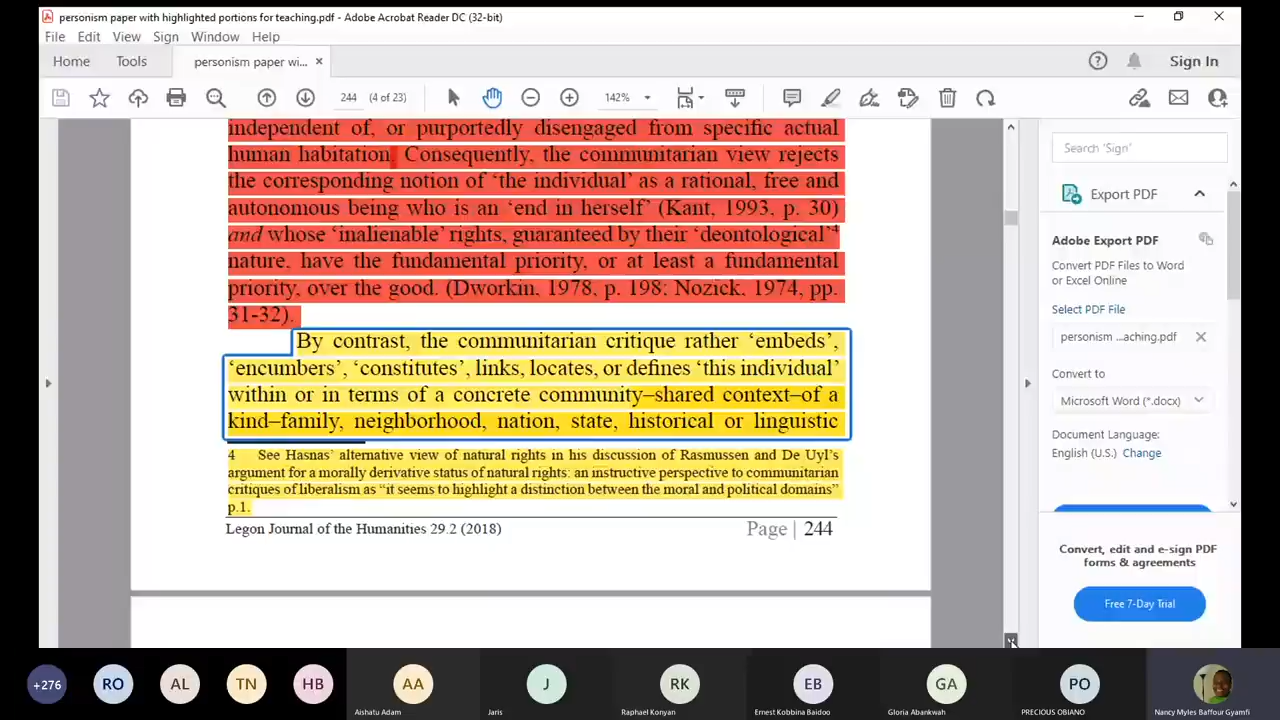 personism paper with highlighted portions for teaching.pdf - Adobe Acrobat Reader DC (32-bit)
File Edit View Sign Window Help
Home Tools personism paper wi... × Sign In
244 (4 of 23) 142%
independent of, or purportedly disengaged from specific actual
human habitation. Consequently, the communitarian view rejects
the corresponding notion of ‘the individual’ as a rational, free and
autonomous being who is an ‘end in herself’ (Kant, 1993, p. 30)
and whose ‘inalienable’ rights, guaranteed by their ‘deontological’4
nature, have the fundamental priority, or at least a fundamental
priority, over the good. (Dworkin, 1978, p. 198; Nozick, 1974, pp.
31-32).
By contrast, the communitarian critique rather ‘embeds’,
‘encumbers’, ‘constitutes’, links, locates, or defines ‘this individual’
within or in terms of a concrete community–shared context–of a
kind–family, neighborhood, nation, state, historical or linguistic
4 See Hasnas’ alternative view of natural rights in his discussion of Rasmussen and De Uyl’s
argument for a morally derivative status of natural rights: an instructive perspective to communitarian
critiques of liberalism as “it seems to highlight a distinction between the moral and political domains”
p.1.
Legon Journal of the Humanities 29.2 (2018) Page | 244
Search ‘Sign’
Export PDF
Adobe Export PDF
Convert PDF Files to Word
or Excel Online
Select PDF File
personism ...aching.pdf ×
Convert to
Microsoft Word (*.docx)
Document Language:
English (U.S.) Change
Convert, edit and e-sign PDF
forms & agreements
Free 7-Day Trial
+276 RO AL TN HB AA J RK EB GA PO
Aishatu Adam Jaris Raphael Konyan Ernest Kobbina Baidoo Gloria Abankwah PRECIOUS OBIANO Nancy Myles Baffour Gyamfi